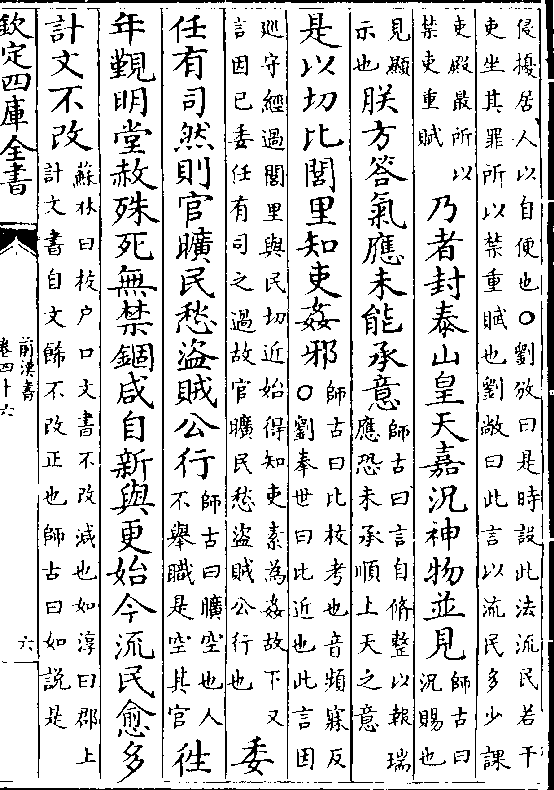 侵擾居人以自便也○劉攽曰是時設此法流民若干
吏坐其罪所以禁重賦也劉敞曰此言以流民多少課
吏殿最所以
禁吏重賦
乃者封泰山皇天嘉況神物並見
師古曰
況賜也
見顯
示也
朕方答氣應未能承意
師古曰言自脩整以報瑞
應恐未承順上天之意
是以切比閭里知吏姦邪
師古曰比校考也音頻寐反
○劉奉世曰比近也此言因
巡守經過閭里與民切近始得知吏素為姦故下又
言因已委任有司之過故官曠民愁盜賊公行也
委
任有司然則官曠民愁盜賊公行
師古曰曠空也人
不舉職是空其官
徃
年覲明堂赦殊死無禁錮咸自新與更始今流民愈多
計文不改
蘇林曰校户口文書不改減也如淳曰郡上
計文書自文飾不改正也師古曰如説是
欽定四庫全書
前漢書
卷四十六
六